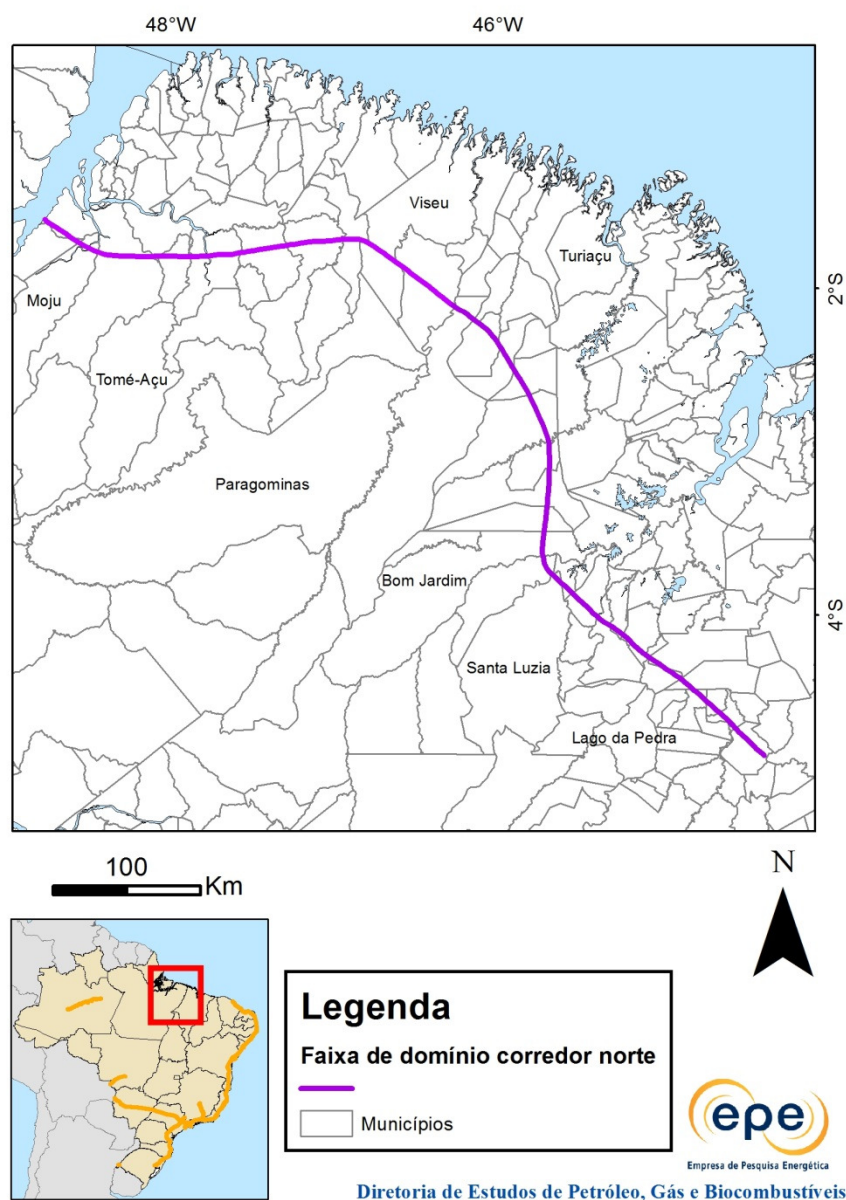 48°W 46°W
Viseu
Turiaçu
2°S
Moju
Tomé-Açu
Paragominas
Bom Jardim
4°S
Santa Luzia
Lago da Pedra
100
Km
N
Legenda
Faixa de domínio corredor norte
Municípios
epe
Empresa de Pesquisa Energética
Diretoria de Estudos de Petróleo, Gás e Biocombustíveis